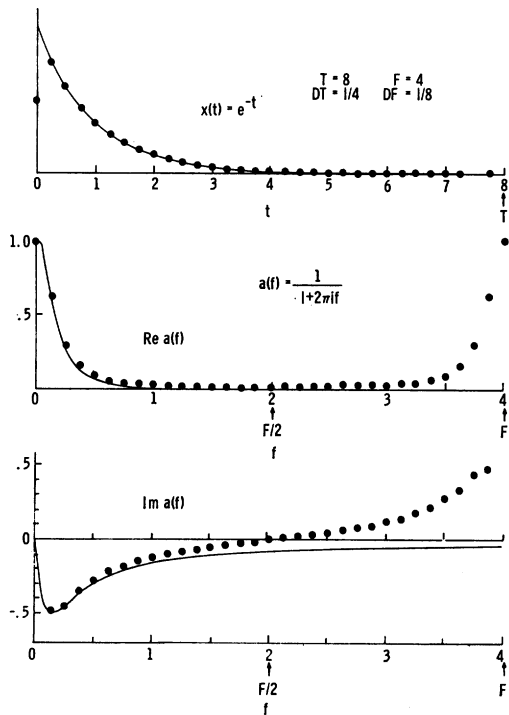 T = 8 F = 4
DT = 1/4 DF = 1/8
x(t) = e^-t
0 1 2 3 4 5 6 7 8
t
T
1.0
.5
a(f) = 1 / 1+2πif
Re a(f)
0 1 2 3 4
F/2 F
f
.5
Im a(f)
0
-.5
0 1 2 3 4
F/2 F
f